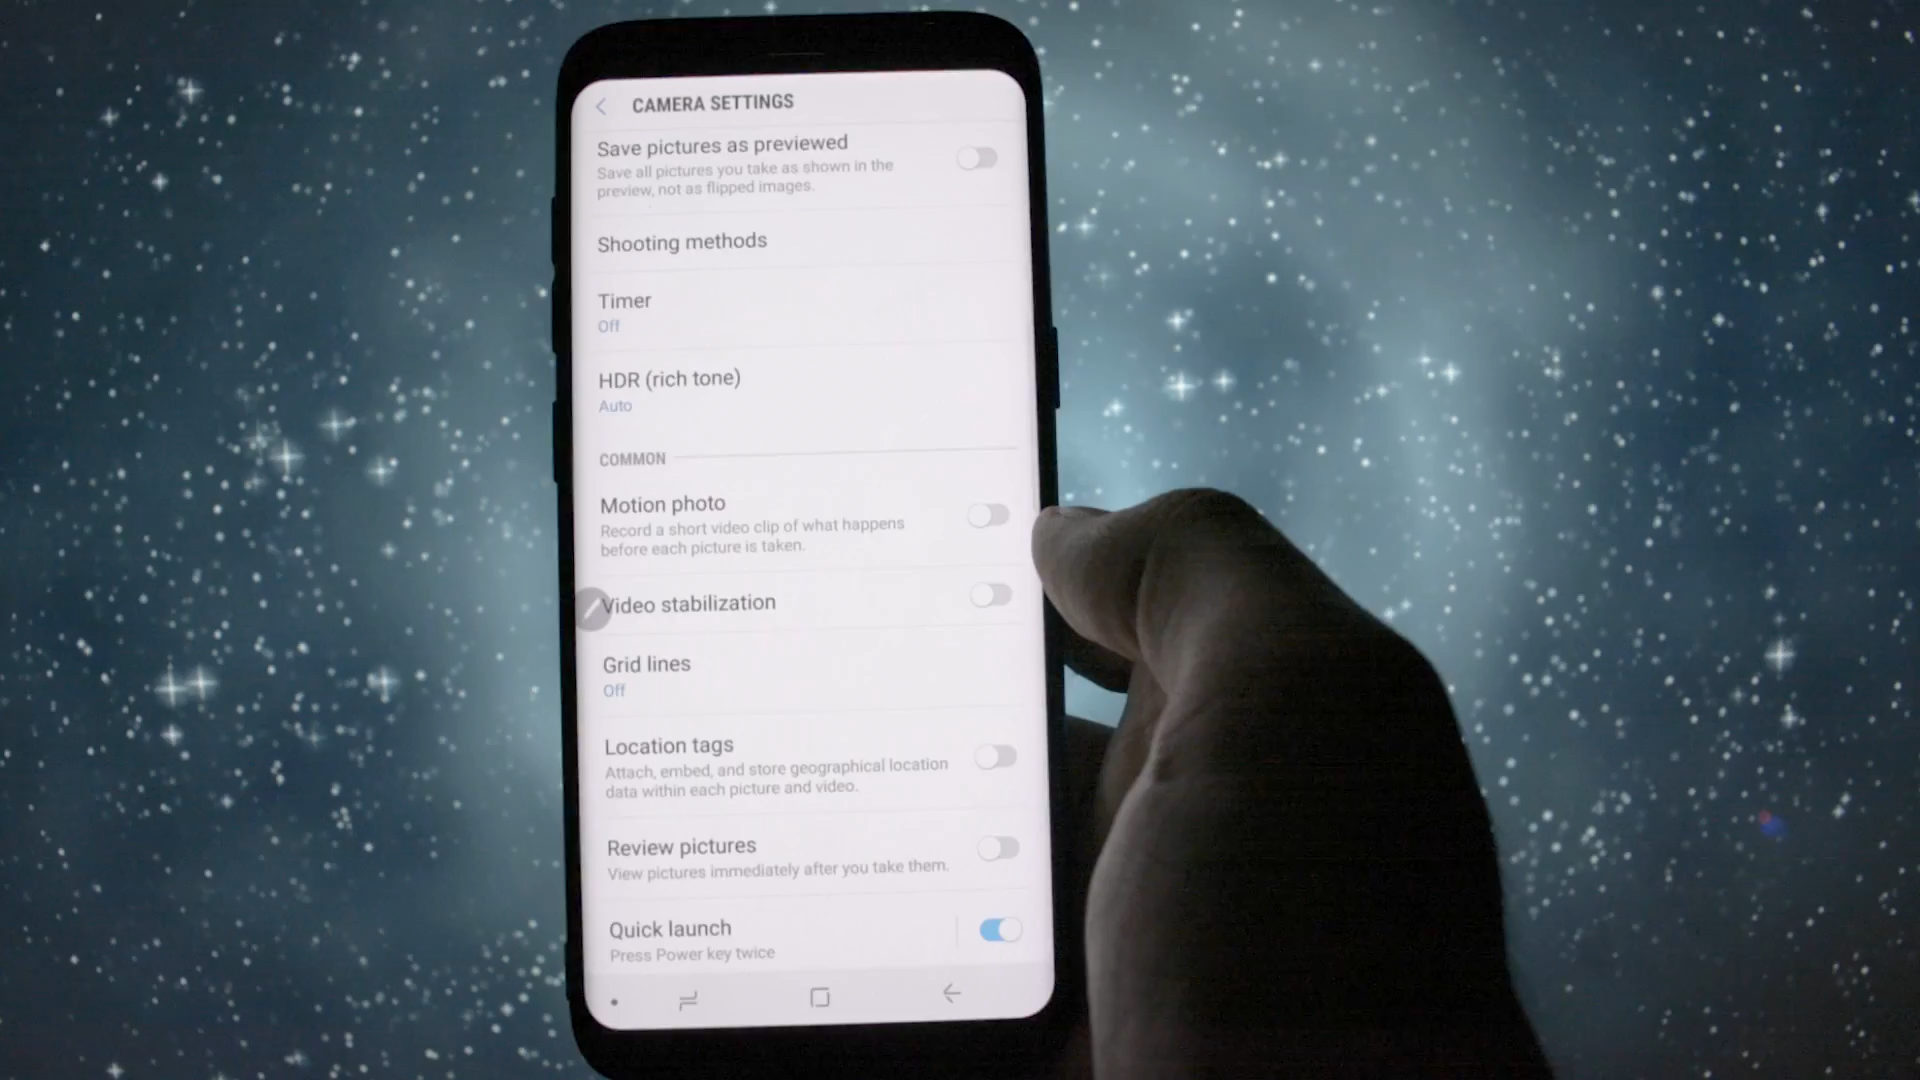 CAMERA SETTINGS
Save pictures as previewed
Save all pictures you take as shown in the
preview, not as flipped images.
Shooting methods
Timer
Off
HDR (rich tone)
Auto
COMMON
Motion photo
Record a short video clip of what happens
before each picture is taken.
Video stabilization
Grid lines
Off
Location tags
Attach, embed, and store geographical location
data within each picture and video.
Review pictures
View pictures immediately after you take them.
Quick launch
Press Power key twice